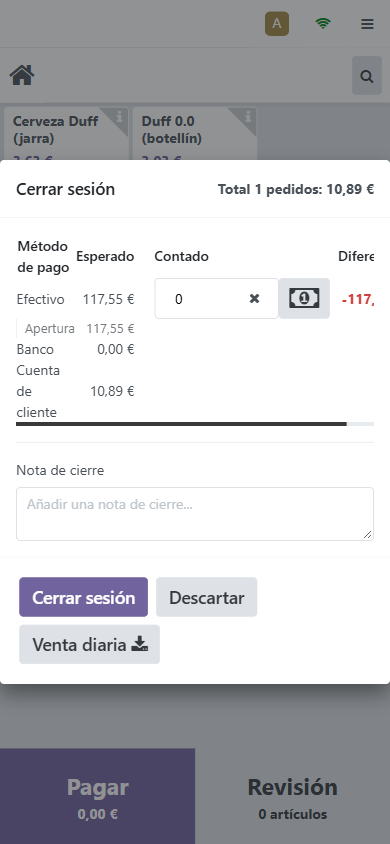 A
Cerveza Duff
(jarra)
Duff 0.0
(botellín)
Cerrar sesión
Total 1 pedidos: 10,89 €
Método
de pago
Esperado
Contado
Difere
Efectivo
117,55 €
0
-117,
Apertura
117,55 €
Banco
0,00 €
Cuenta
de
cliente
10,89 €
Nota de cierre
Añadir una nota de cierre...
Cerrar sesión
Descartar
Venta diaria
Pagar
0,00 €
Revisión
0 artículos